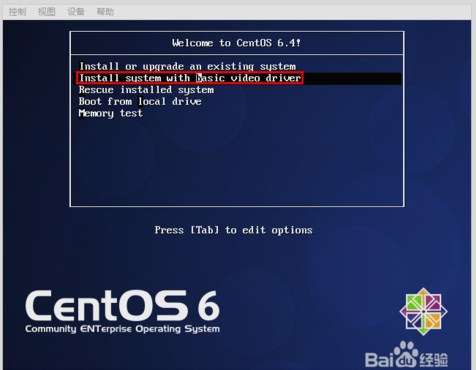 控制 视图 设备 帮助
Welcome to CentOS 6.4!
Install or upgrade an existing system
Install system with basic video driver
Rescue installed system
Boot from local drive
Memory test
Press [Tab] to edit options
CentOS 6
Community ENTerprise Operating System
Baidu 经验